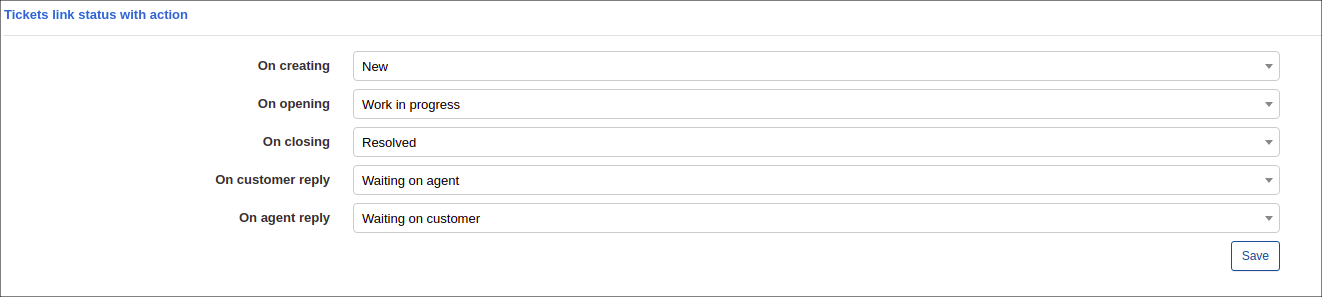 Tickets link status with action
On creating New
On opening Work in progress
On closing Resolved
On customer reply Waiting on agent
On agent reply Waiting on customer
Save